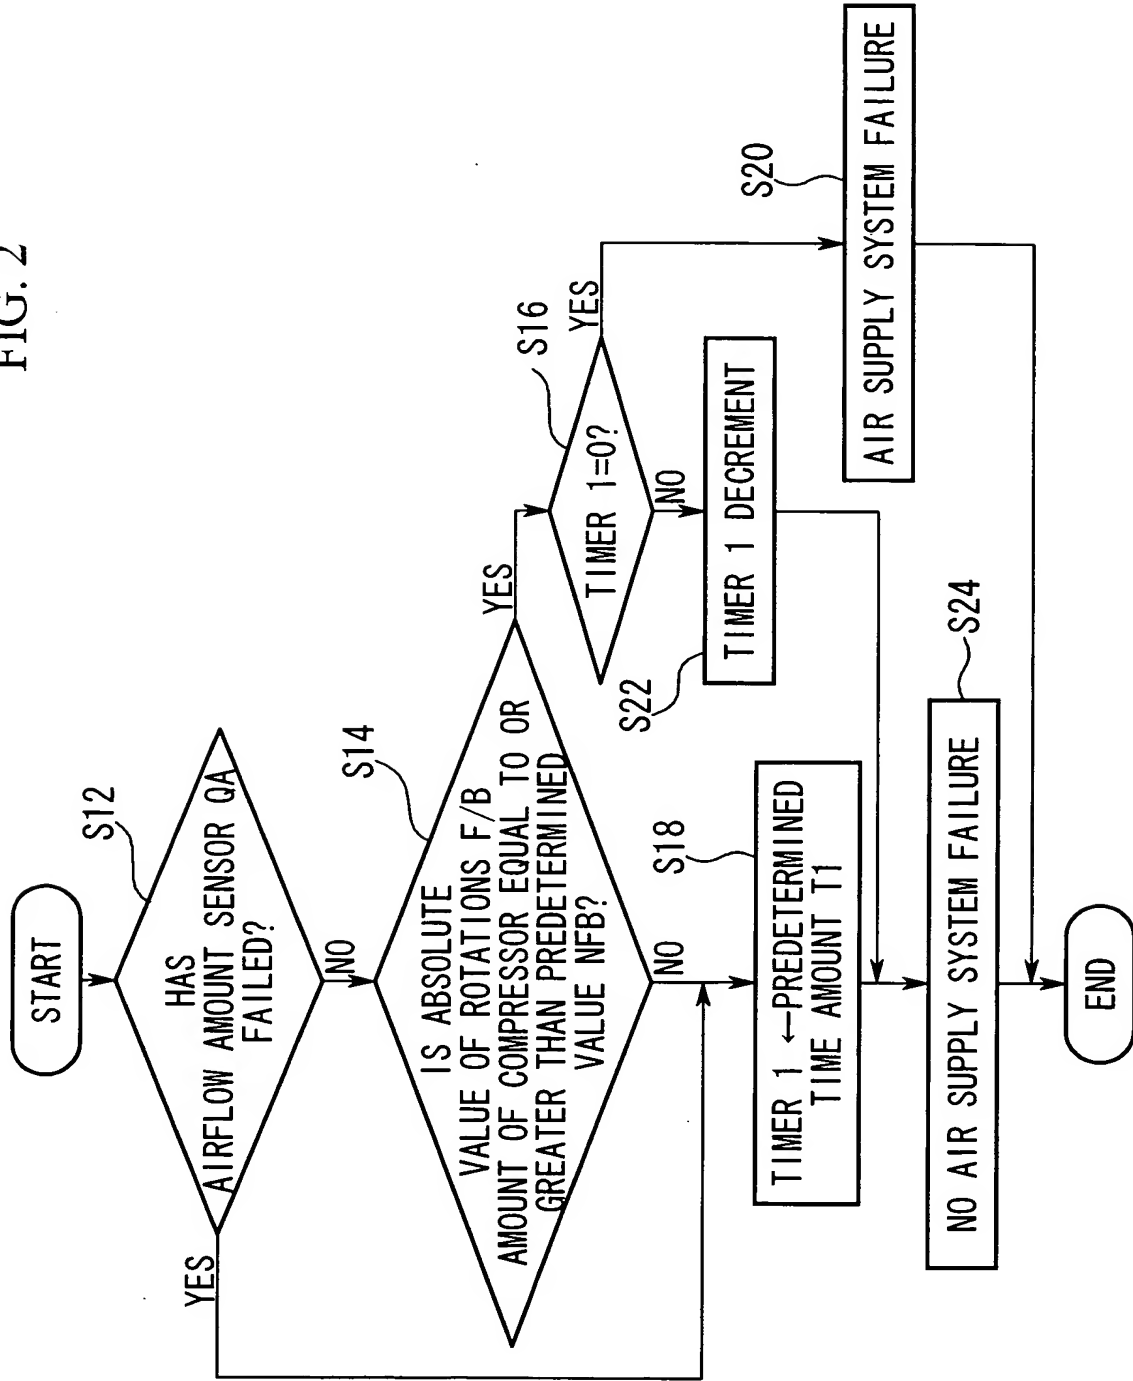 FIG. 2
START
S12
HAS
AIRFLOW AMOUNT SENSOR QA
FAILED?
YES
NO
S14
IS ABSOLUTE
VALUE OF ROTATIONS F/B
AMOUNT OF COMPRESSOR EQUAL TO OR
GREATER THAN PREDETERMINED
VALUE NFB?
YES
NO
S16
TIMER 1=0?
YES
NO
S18
TIMER 1 ←PREDETERMINED
TIME AMOUNT T1
S22
TIMER 1 DECREMENT
S20
AIR SUPPLY SYSTEM FAILURE
S24
NO AIR SUPPLY SYSTEM FAILURE
END